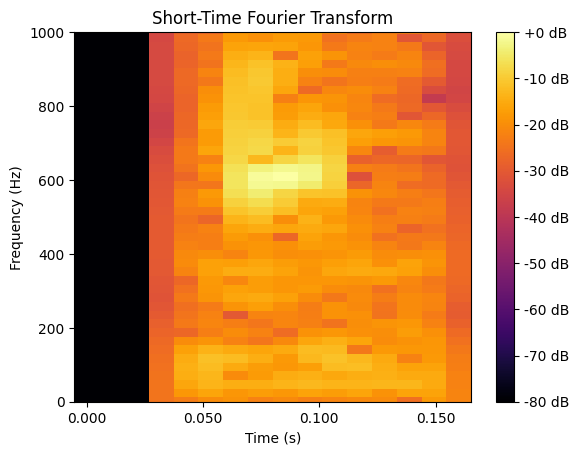 Short-Time Fourier Transform
1000
800
600
400
200
0
Frequency (Hz)
0.000
0.050
0.100
0.150
Time (s)
+0 dB
-10 dB
-20 dB
-30 dB
-40 dB
-50 dB
-60 dB
-70 dB
-80 dB